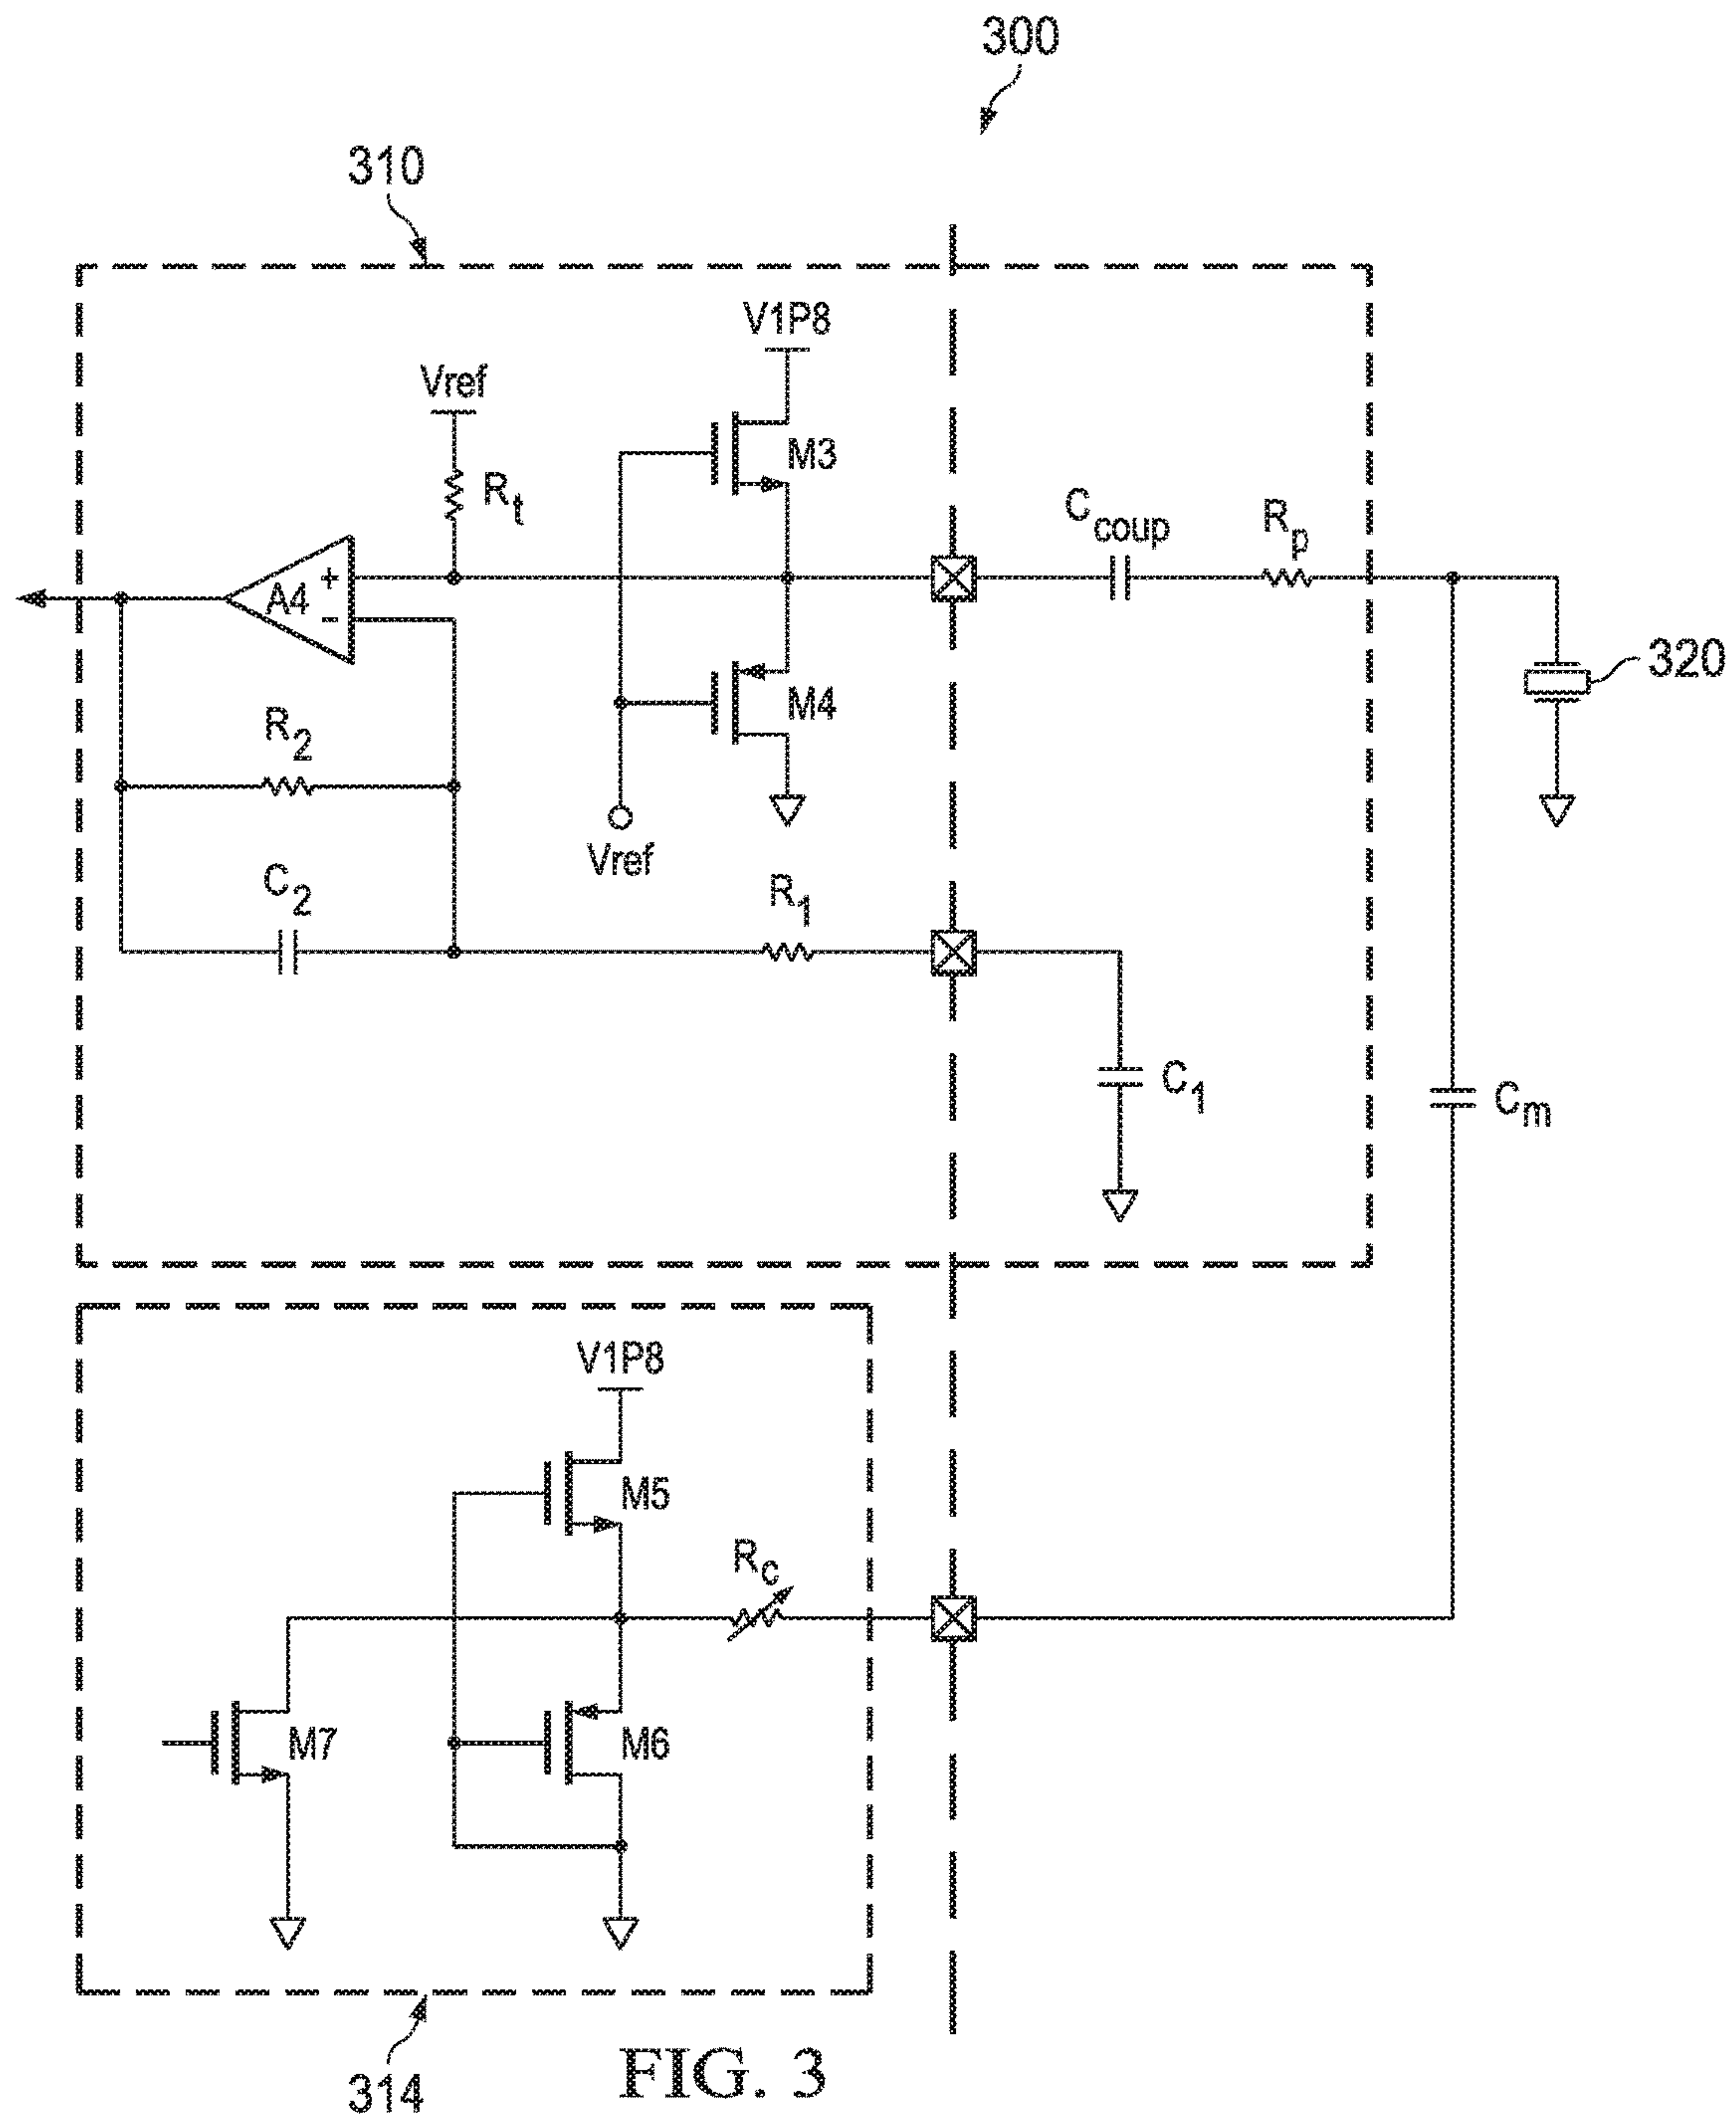 300
310
V1P8
Vref
M3
Rt
Ccoup
Rp
A4
+
-
320
M4
R2
Vref
C2
R1
C1
Cm
V1P8
M5
Rc
M7
M6
314
FIG. 3